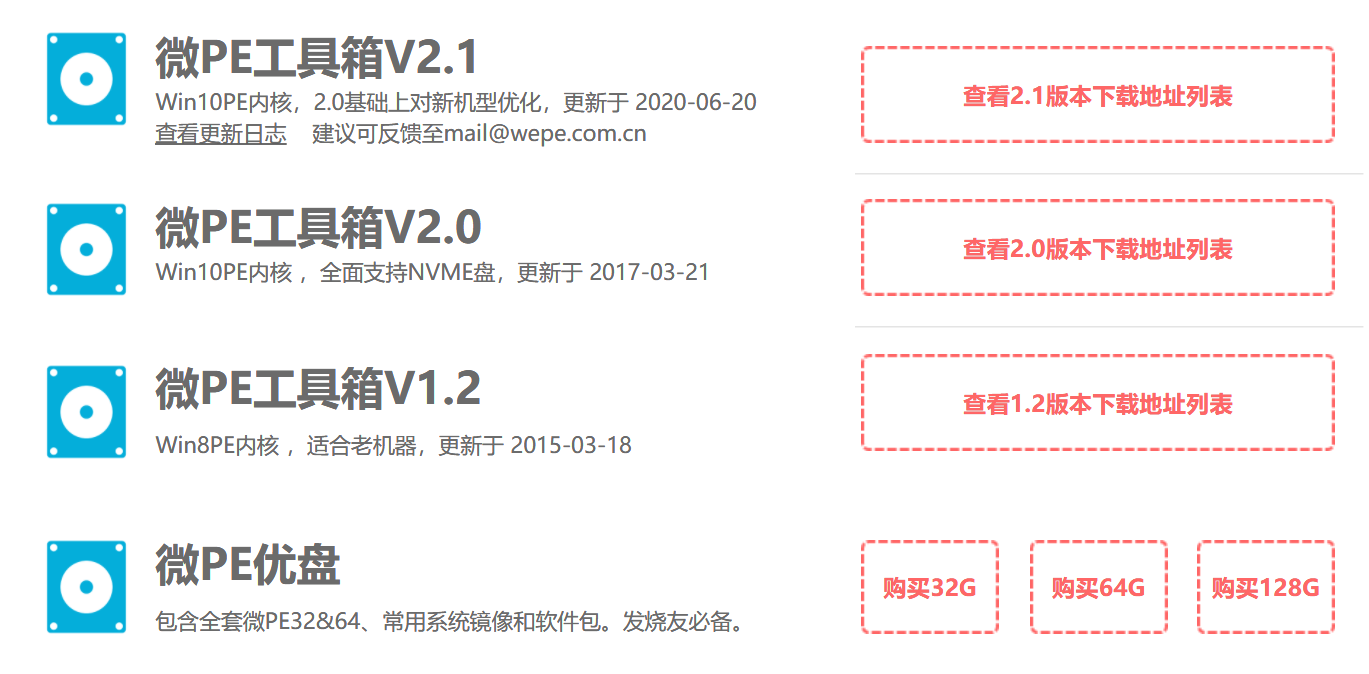 微PE工具箱V2.1
Win10PE内核，2.0基础上对新机型优化，更新于 2020-06-20
查看更新日志 建议可反馈至mail@wepe.com.cn
查看2.1版本下载地址列表
微PE工具箱V2.0
Win10PE内核 ，全面支持NVME盘，更新于 2017-03-21
查看2.0版本下载地址列表
微PE工具箱V1.2
Win8PE内核 ，适合老机器，更新于 2015-03-18
查看1.2版本下载地址列表
微PE优盘
包含全套微PE32&64、常用系统镜像和软件包。发烧友必备。
购买32G 购买64G 购买128G